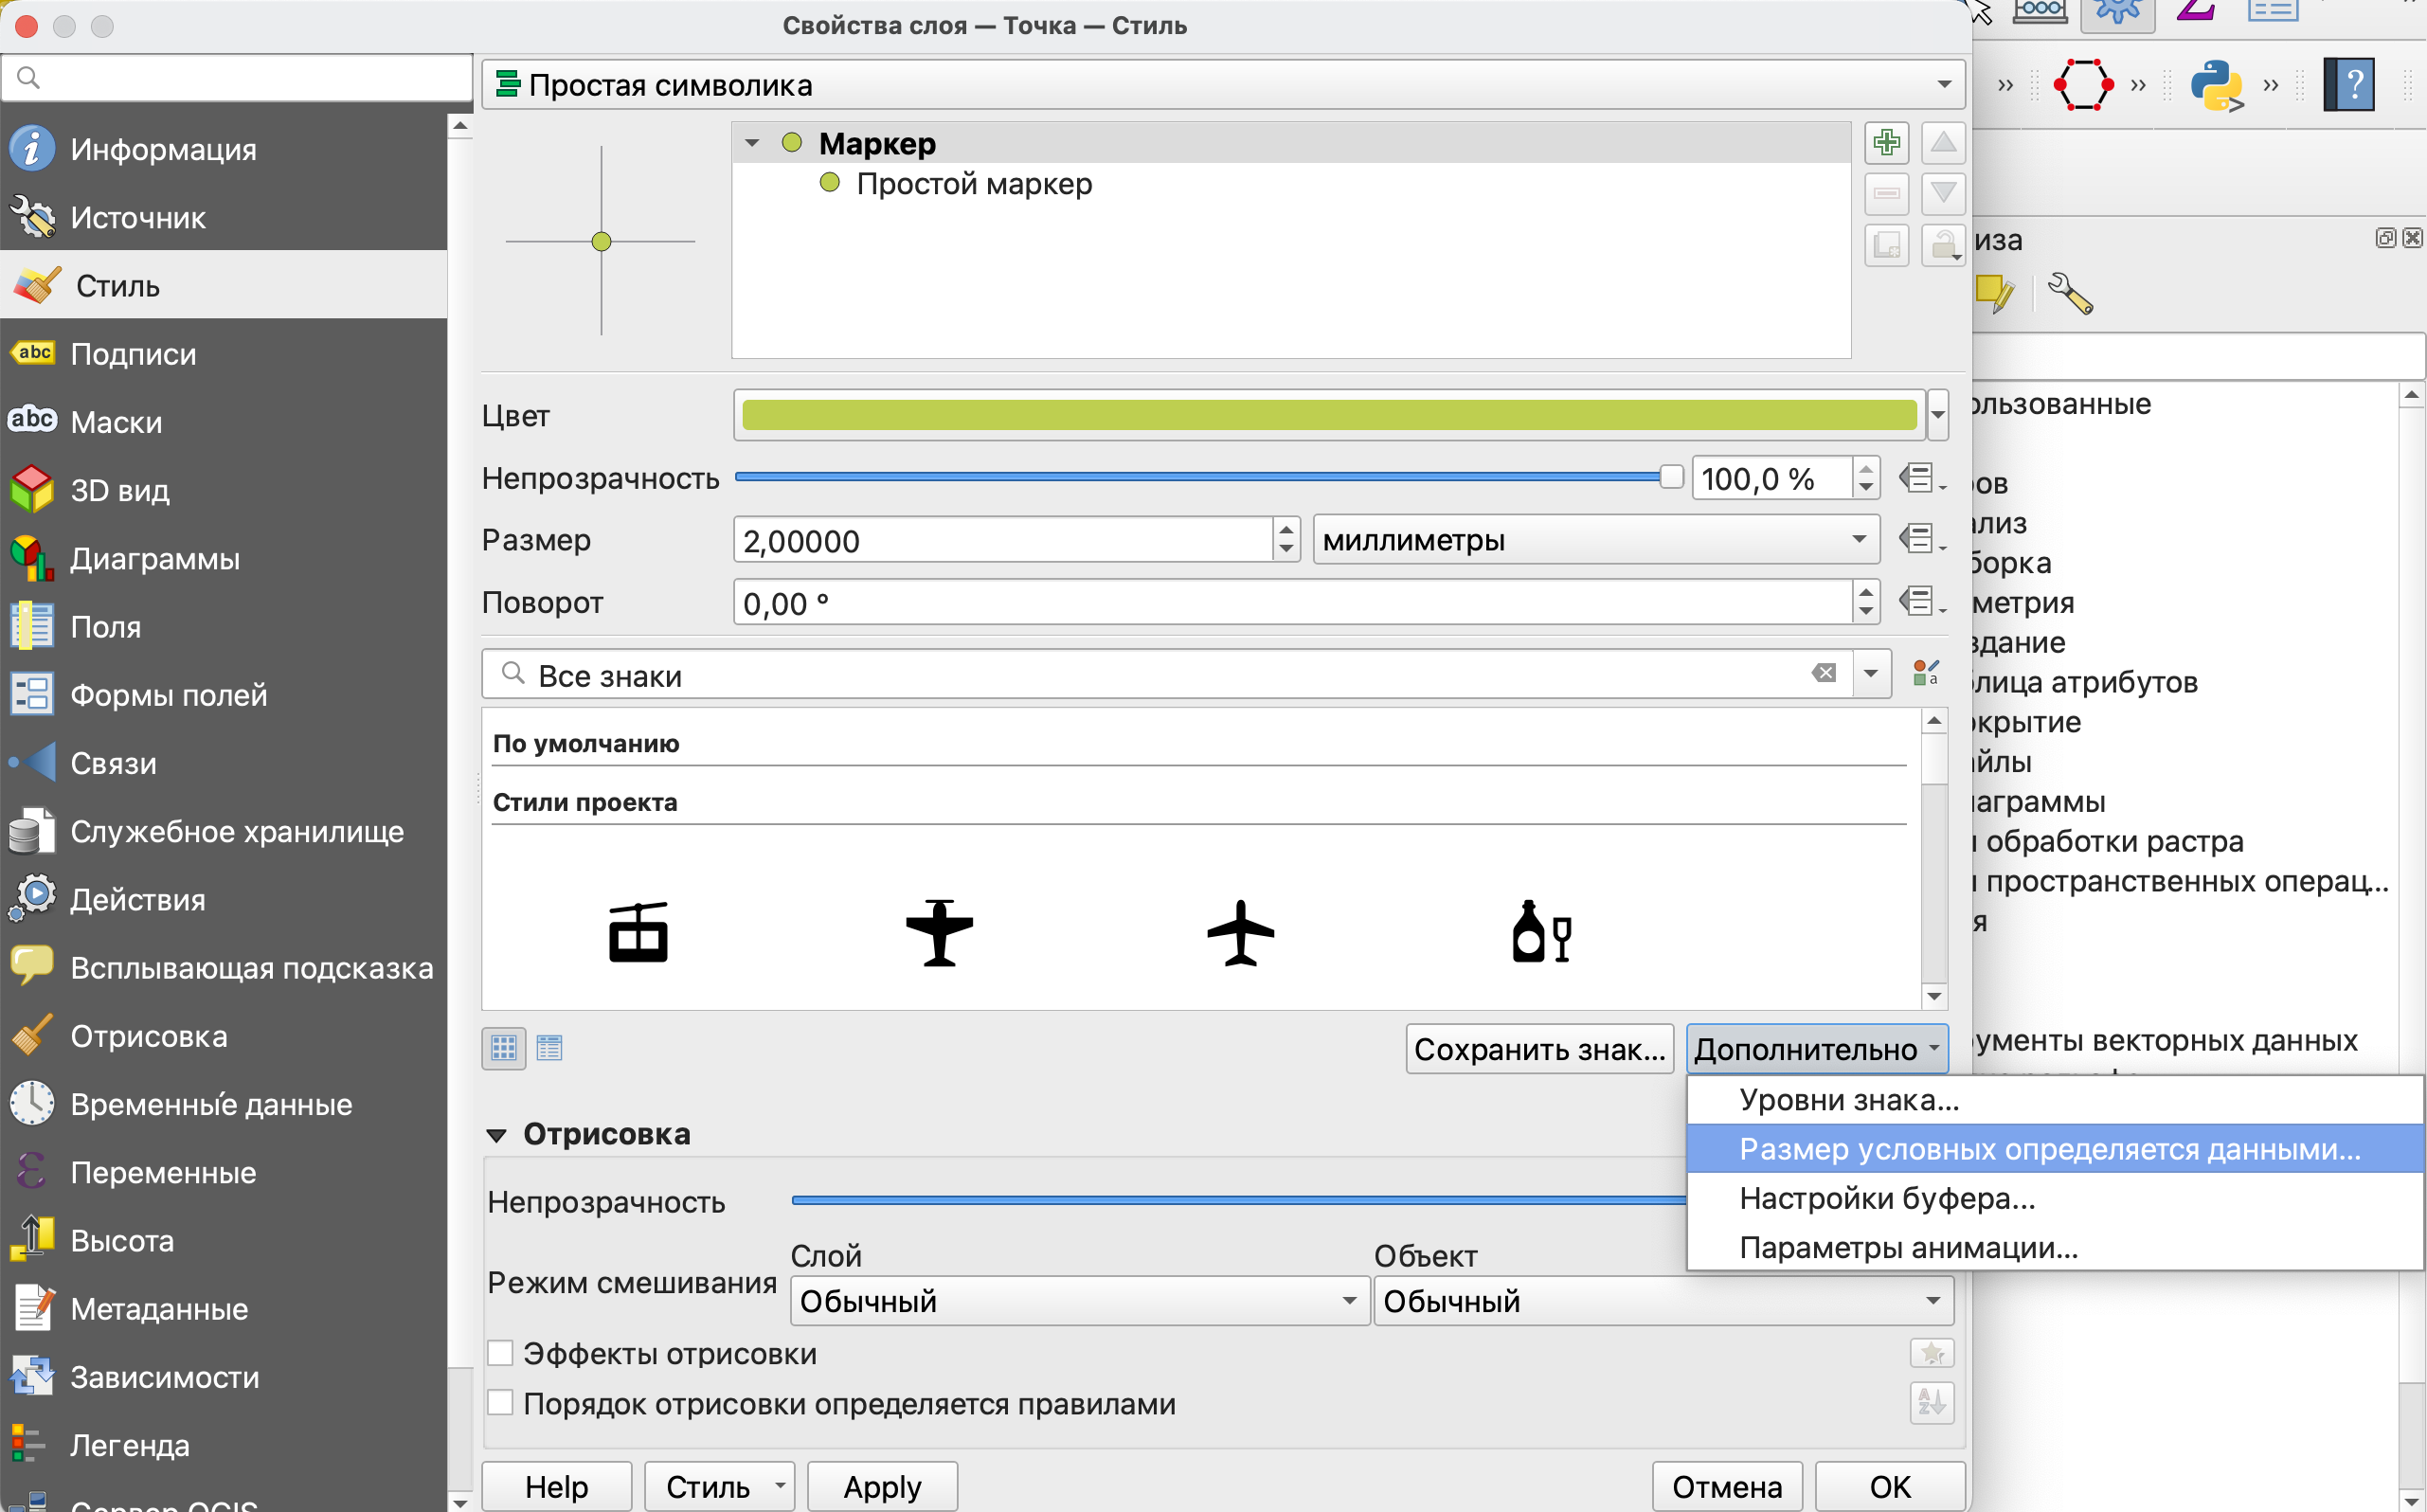 Свойства слоя — Точка — Стиль
Информация
Источник
Стиль
abc Подписи
abc Маски
3D вид
Диаграммы
Поля
Формы полей
Связи
Служебное хранилище
Действия
Всплывающая подсказка
Отрисовка
Временны́е данные
Переменные
Высота
Метаданные
Зависимости
Легенда
Простая символика
Маркер
Простой маркер
Цвет
Непрозрачность
100,0 %
Размер
2,00000
миллиметры
Поворот
0,00 °
Все знаки
По умолчанию
Стили проекта
Сохранить знак...
Дополнительно
Уровни знака...
Размер условных определяется данными...
Настройки буфера...
Параметры анимации...
Отрисовка
Непрозрачность
Слой
Объект
Режим смешивания
Обычный
Обычный
Эффекты отрисовки
Порядок отрисовки определяется правилами
Help
Стиль
Apply
Отмена
OK
иза
ользованные
ов
ализ
борка
метрия
здание
лица атрибутов
окрытие
йлы
аграммы
обработки растра
пространственных операц...
я
ументы векторных данных